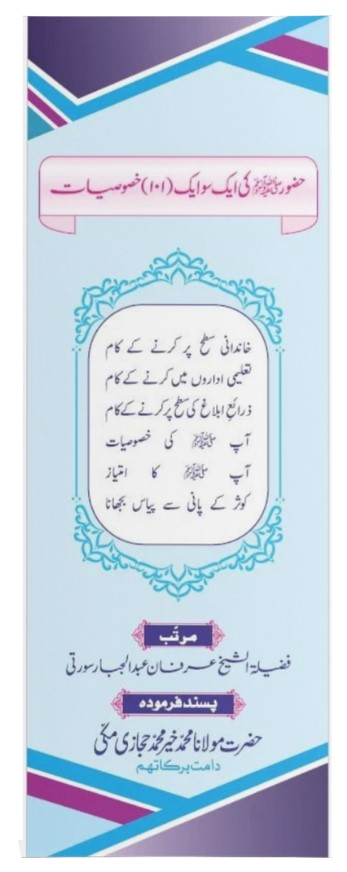 حضور ﷺ کی ایک سو ایک (۱۰۱) خصوصیات
خاندانی سطح پر کرنے کے کام
تعلیمی اداروں میں کرنے کے کام
ذرائع ابلاغ کی سطح پر کرنے کے کام
آپ ﷺ کی خصوصیات
آپ ﷺ کا امتیاز
کوثر کے پانی سے پیاس بجھانا
مرتّب
فضیلۃ الشیخ عرفان عبدالجبار سورتی
پسند فرمودہ
حضرت مولانا محمد خیر محمد حجازی مکّی
دامت برکاتهم